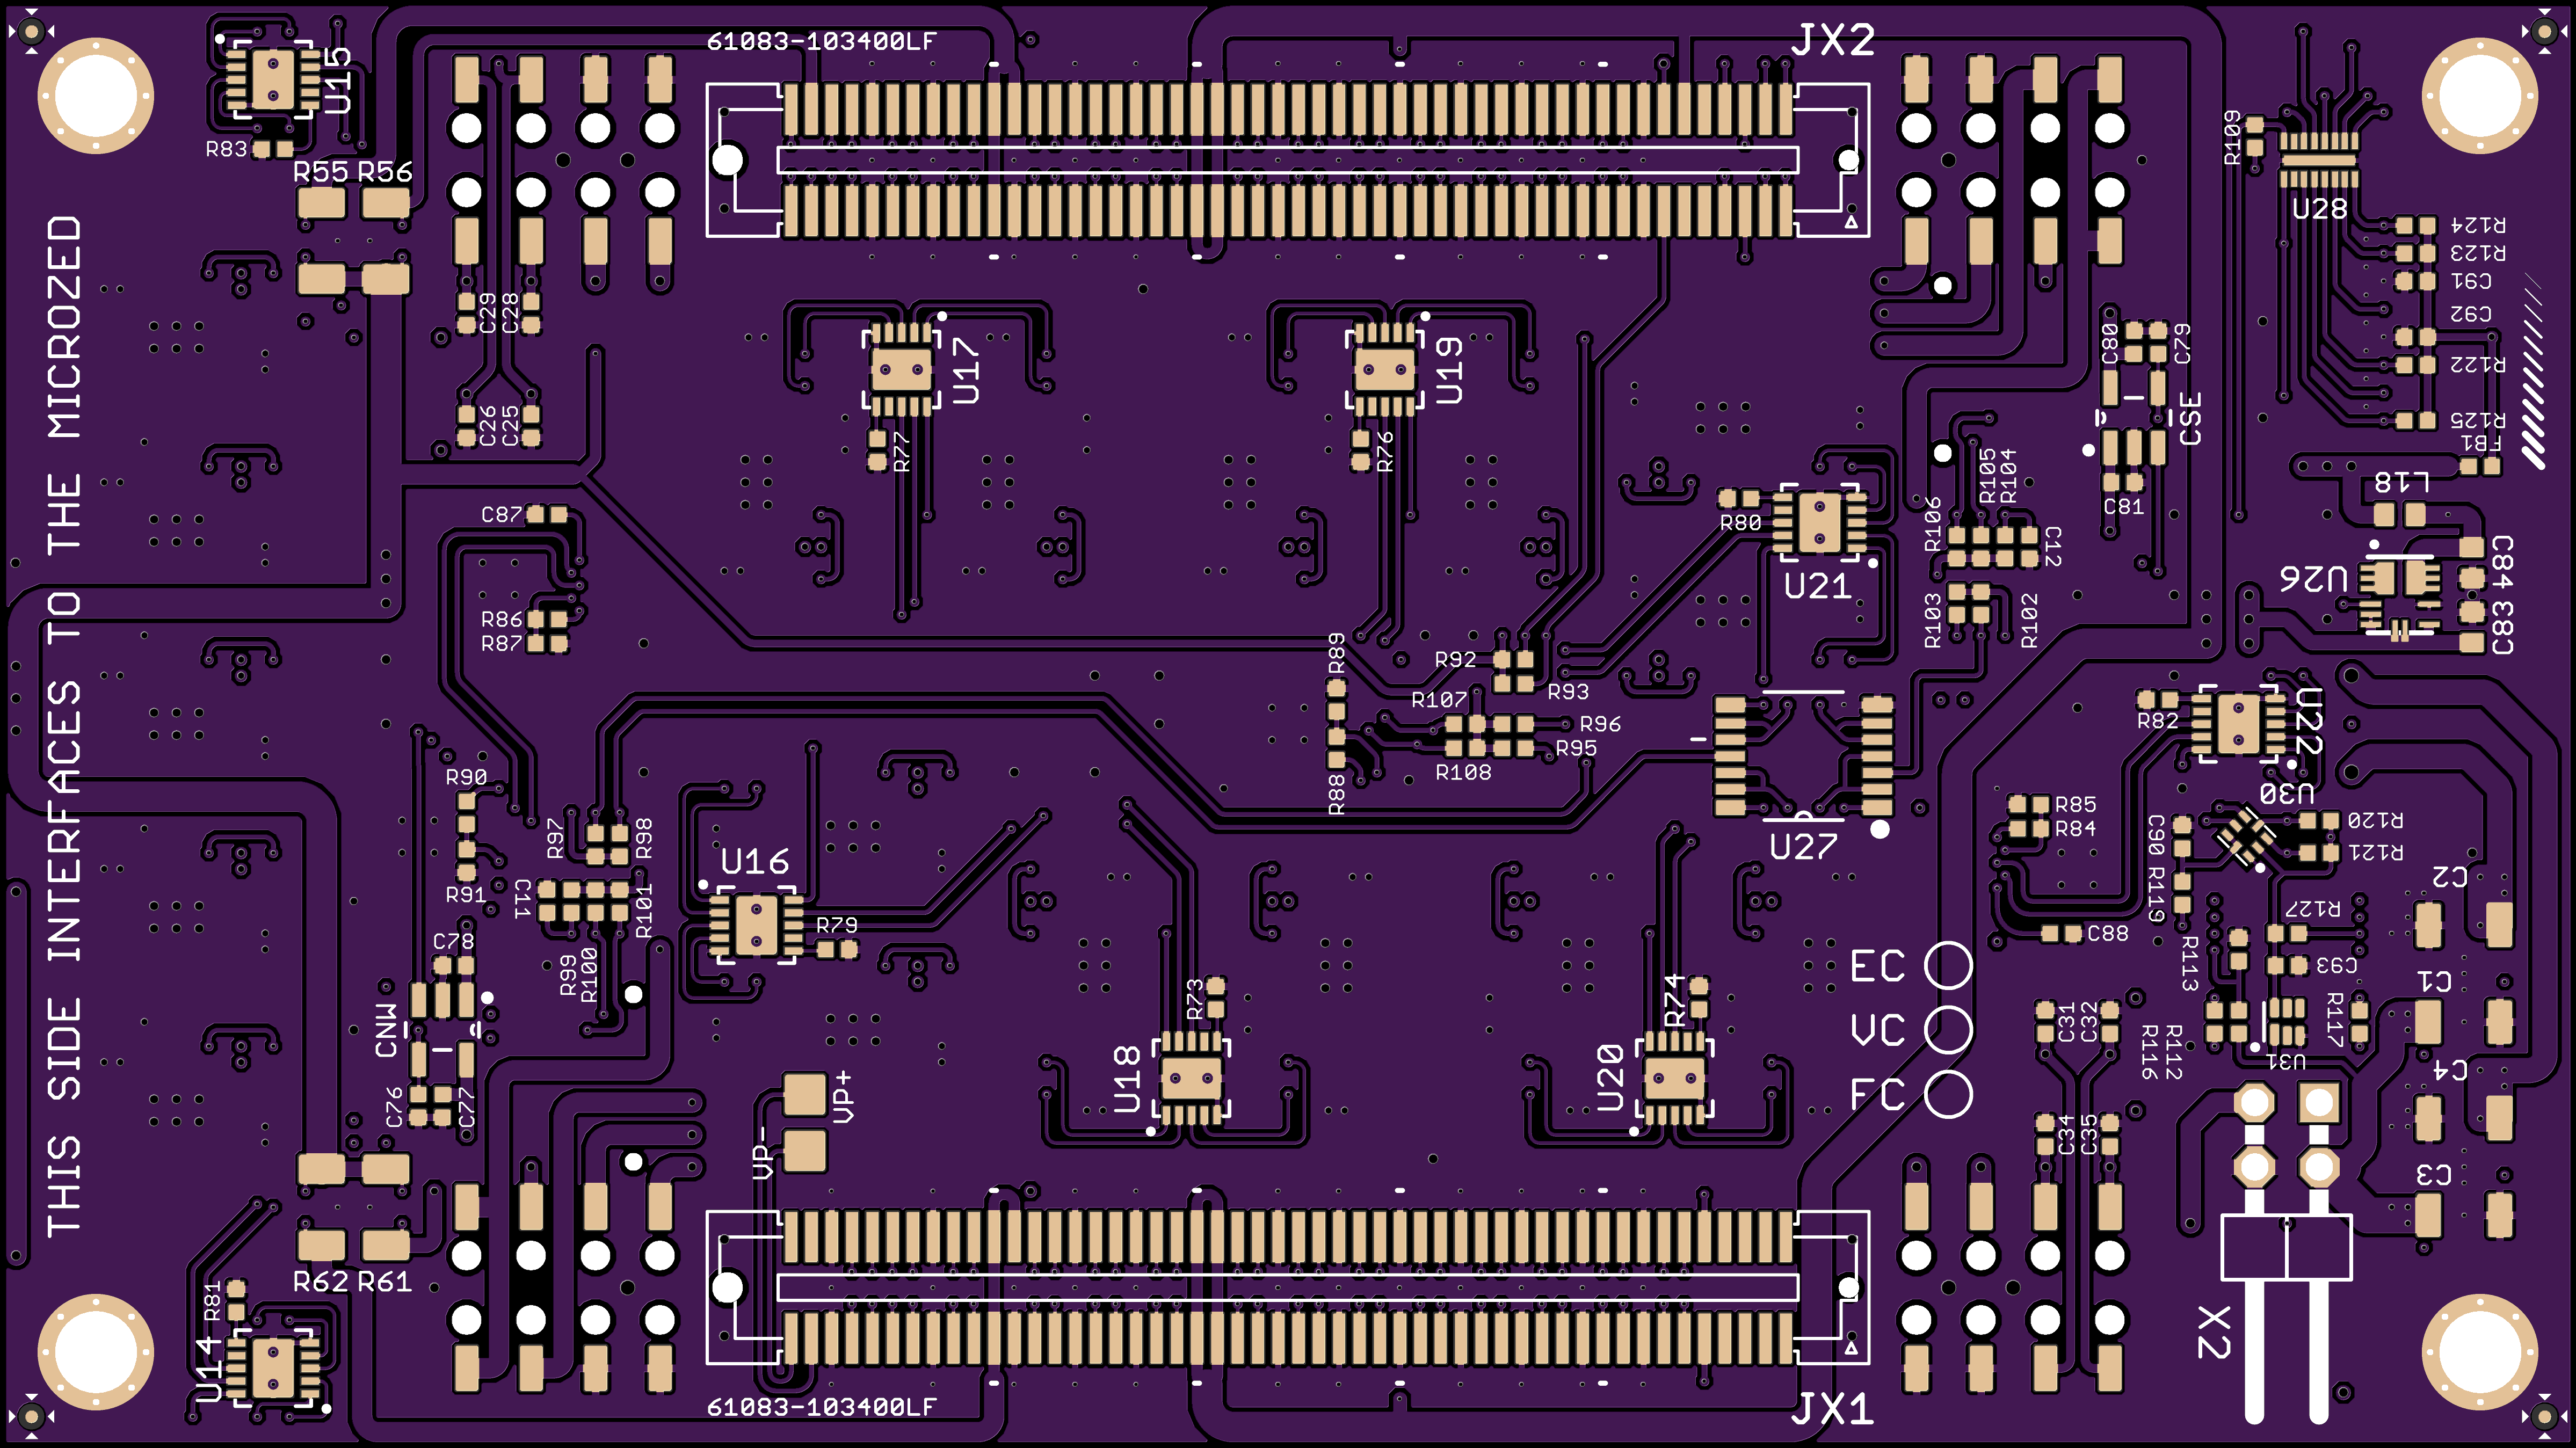 THIS SIDE INTERFACES TO THE MICROZED
U15
R83
R55 R56
61083-103400LF
JX2
R109
U28
R124
R123
C91
C92
R122
R125
FB1
L18
C29
C28
C26
C25
U17
R77
U19
R76
C80
C79
CSE
C81
C87
R86
R87
R80
U21
R106
R105
R104
C12
R103
R102
U26
C84
C83
R89
R92
R93
R107
R96
R95
R108
R88
U27
R82
U22
U30
R85
R84
C90
R119
R120
R121
C2
R90
R91
R97
R98
C11
R99
R100
R101
U16
R79
C78
CNW
C76
C77
R73
U18
R74
U20
VP+
VP-
EC
VC
FC
C88
R127
C93
R113
R117
U31
R112
R116
C1
C4
C3
C31
C32
C34
C35
R62 R61
R81
U14
61083-103400LF
JX1
X2